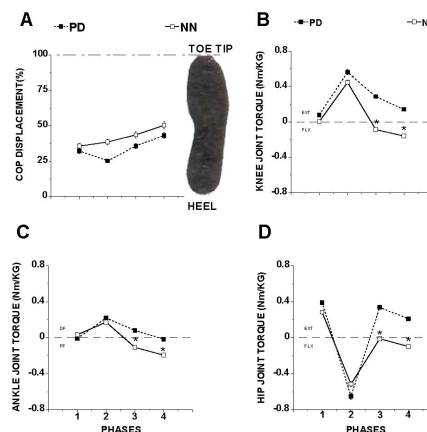 PD NN PD N
A
TOE TIP
100
75
50
25
0
COP DISPLACEMENT(%)
HEEL
B
0.8
0.4
0.0
-0.4
-0.8
KNEE JOINT TORQUE (Nm/KG)
EXT
FLX
*
*
C
0.8
0.4
0
-0.4
-0.8
ANKLE JOINT TORQUE (Nm/KG)
DF
PF
*
*
1 2 3 4
PHASES
D
0.8
0.4
0
-0.4
-0.8
HIP JOINT TORQUE (Nm/KG)
EXT
FLX
*
*
1 2 3 4
PHASES